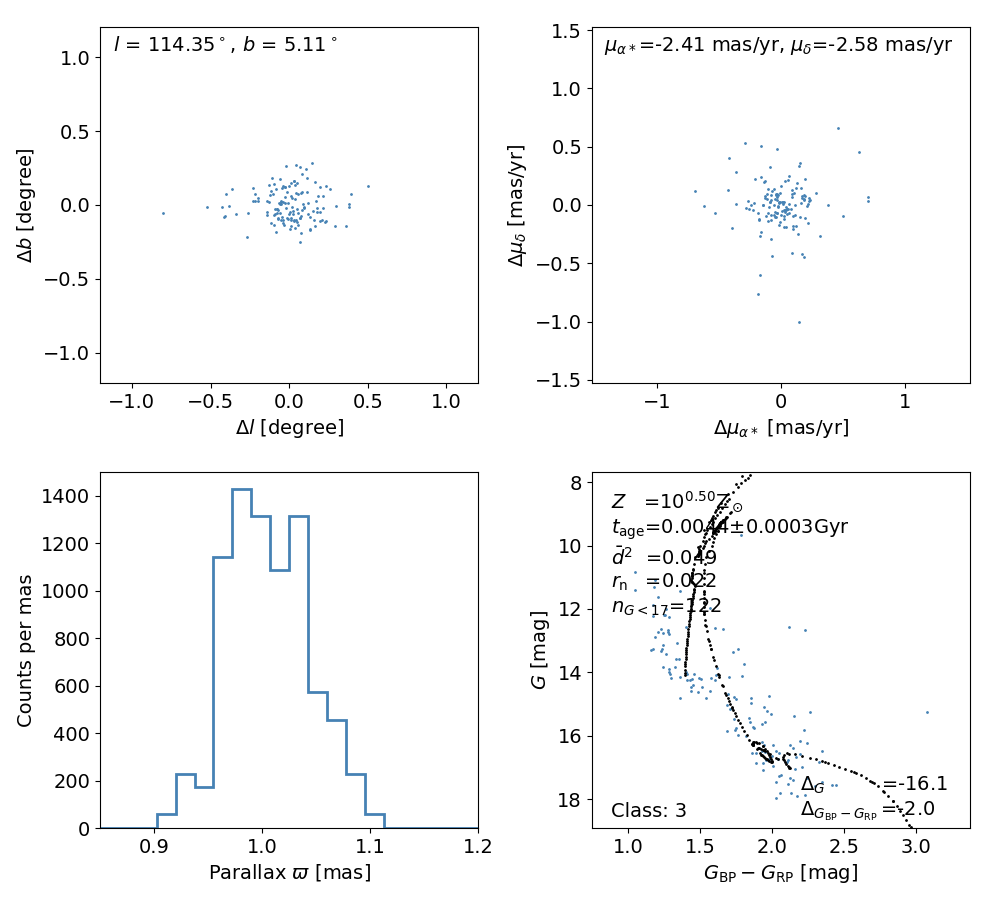 l = 114.35°, b = 5.11°
1.0
0.5
0.0
−0.5
−1.0
Δb [degree]
−1.0 −0.5 0.0 0.5 1.0
Δl [degree]
μα*=-2.41 mas/yr, μδ=-2.58 mas/yr
1.5
1.0
0.5
0.0
−0.5
−1.0
−1.5
Δμδ [mas/yr]
−1 0 1
Δμα* [mas/yr]
1400
1200
1000
800
600
400
200
0
Counts per mas
0.9 1.0 1.1 1.2
Parallax ϖ [mas]
Z =10^0.50 Z⊙
t_age=0.0044±0.0003Gyr
d̄² =0.049
r_n =0.022
n_G<17=122
Δ_G =-16.1
Δ_GBP−GRP =-2.0
Class: 3
8
10
12
14
16
18
G [mag]
1.0 1.5 2.0 2.5 3.0
G_BP − G_RP [mag]